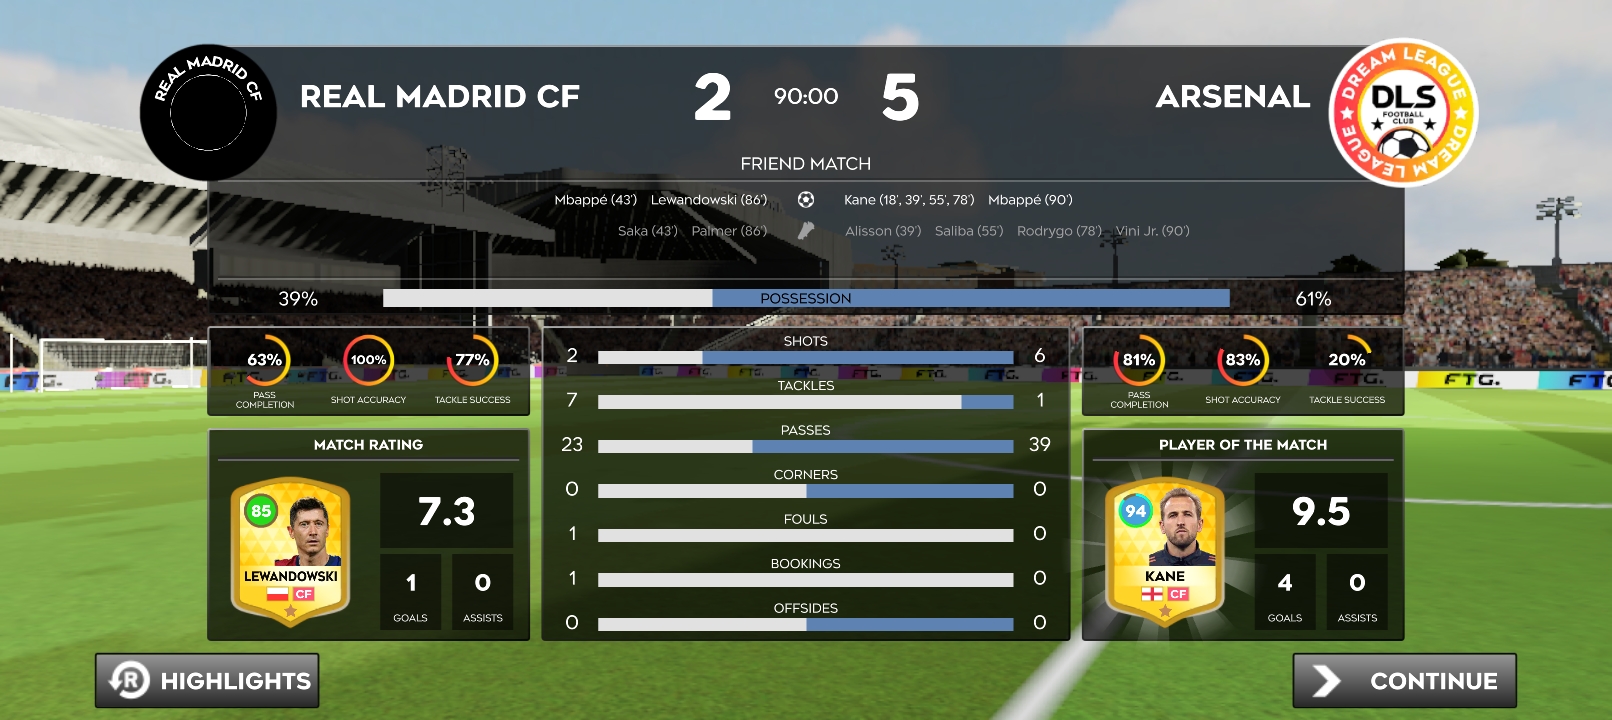 REAL MADRID CF
REAL MADRID CF 2 90:00 5 ARSENAL
DREAM LEAGUE
DLS
FOOTBALL
CLUB
DREAM LEAGUE
FRIEND MATCH
Mbappé (43') Lewandowski (86') Kane (18', 39', 55', 78') Mbappé (90')
Saka (43') Palmer (86') Alisson (39') Saliba (55') Rodrygo (78') Vini Jr. (90')
39% POSSESSION 61%
63% 100% 77%
PASS
COMPLETION
SHOT ACCURACY
TACKLE SUCCESS
SHOTS
2 6
TACKLES
7 1
PASSES
23 39
CORNERS
0 0
FOULS
1 0
BOOKINGS
1 0
OFFSIDES
0 0
81% 83% 20%
PASS
COMPLETION
SHOT ACCURACY
TACKLE SUCCESS
FTG.
MATCH RATING
85
LEWANDOWSKI
CF
7.3
1 0
GOALS ASSISTS
PLAYER OF THE MATCH
94
KANE
CF
9.5
4 0
GOALS ASSISTS
R HIGHLIGHTS
CONTINUE